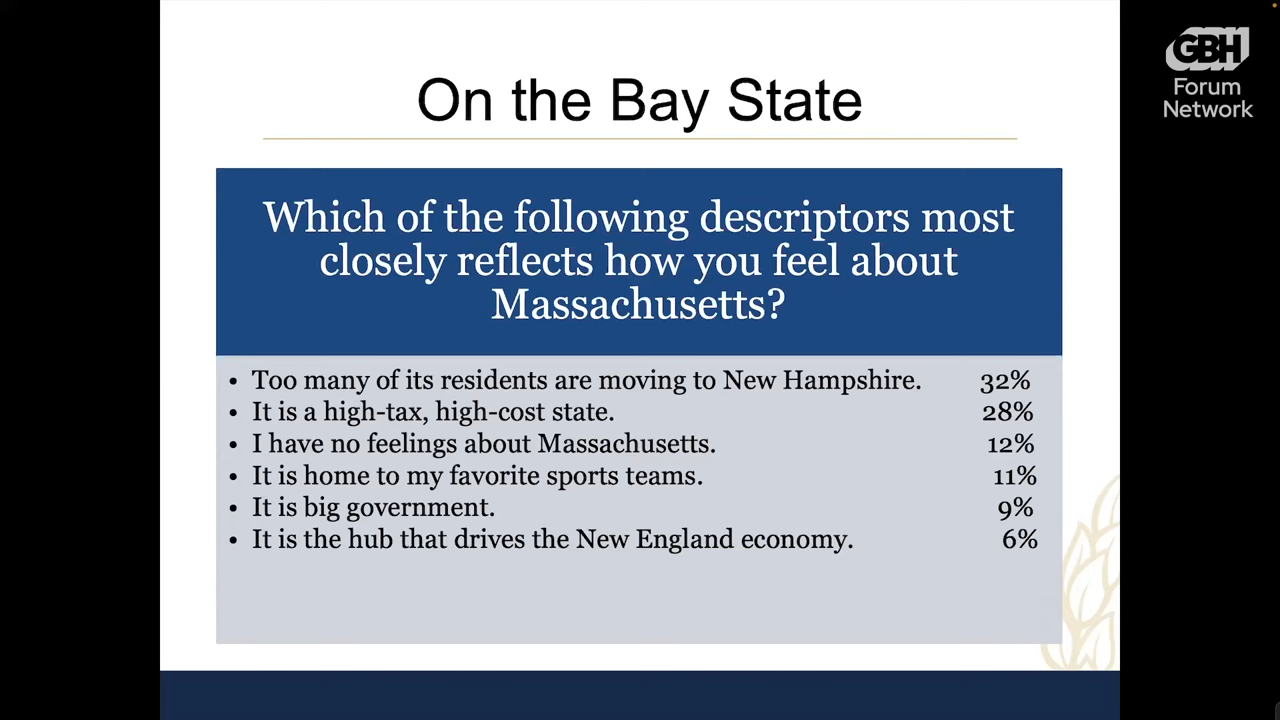 On the Bay State
GBH
Forum
Network
Which of the following descriptors most
closely reflects how you feel about
Massachusetts?
• Too many of its residents are moving to New Hampshire. 32%
• It is a high-tax, high-cost state. 28%
• I have no feelings about Massachusetts. 12%
• It is home to my favorite sports teams. 11%
• It is big government. 9%
• It is the hub that drives the New England economy. 6%